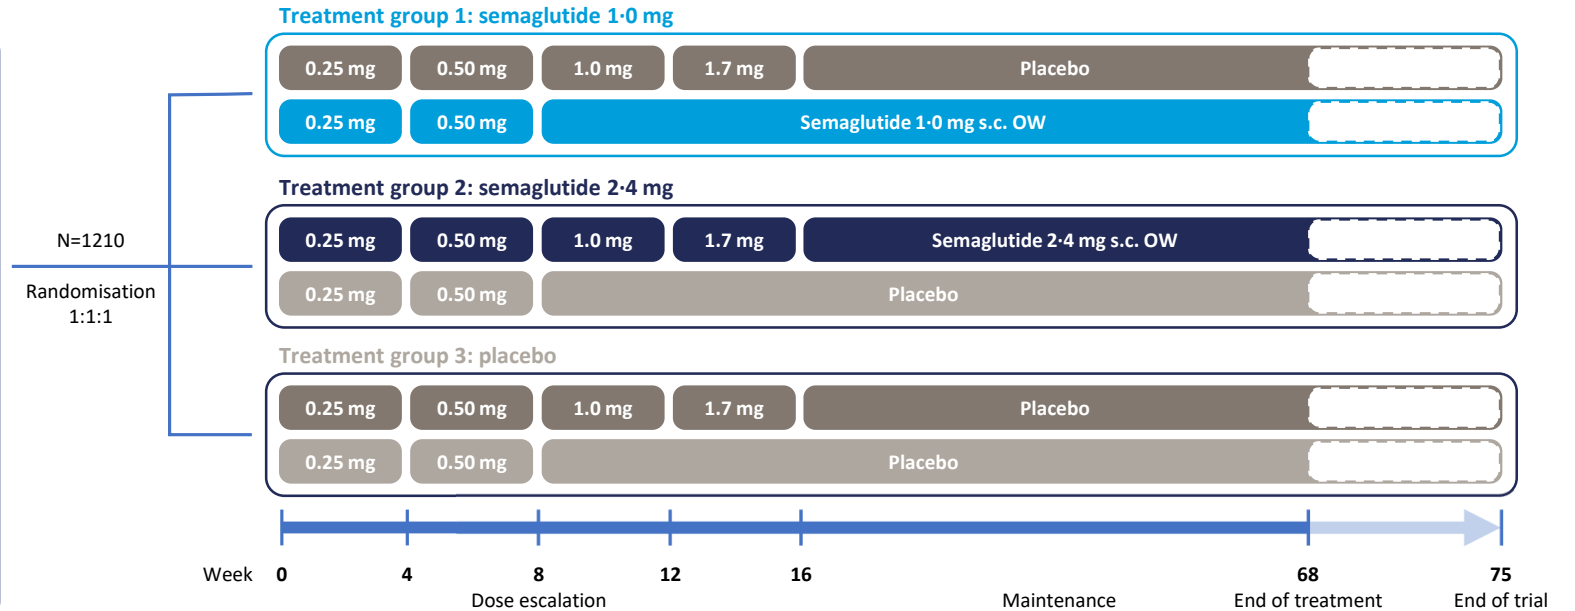 Treatment group 1: semaglutide 1·0 mg
0.25 mg 0.50 mg 1.0 mg 1.7 mg Placebo
0.25 mg 0.50 mg Semaglutide 1·0 mg s.c. OW
Treatment group 2: semaglutide 2·4 mg
0.25 mg 0.50 mg 1.0 mg 1.7 mg Semaglutide 2·4 mg s.c. OW
0.25 mg 0.50 mg Placebo
N=1210
Randomisation
1:1:1
Treatment group 3: placebo
0.25 mg 0.50 mg 1.0 mg 1.7 mg Placebo
0.25 mg 0.50 mg Placebo
Week 0 4 8 12 16 68 75
Dose escalation Maintenance End of treatment End of trial